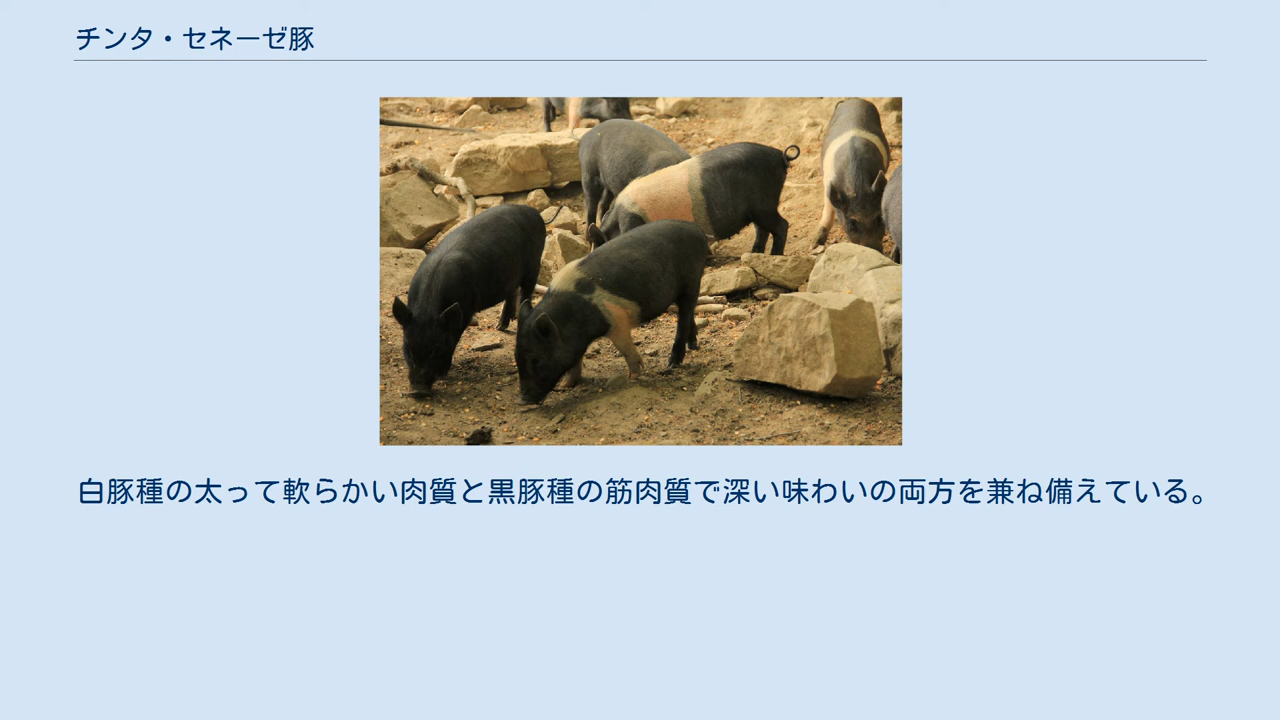 チンタ・セネーゼ豚
白豚種の太って軟らかい肉質と黒豚種の筋肉質で深い味わいの両方を兼ね備えている。